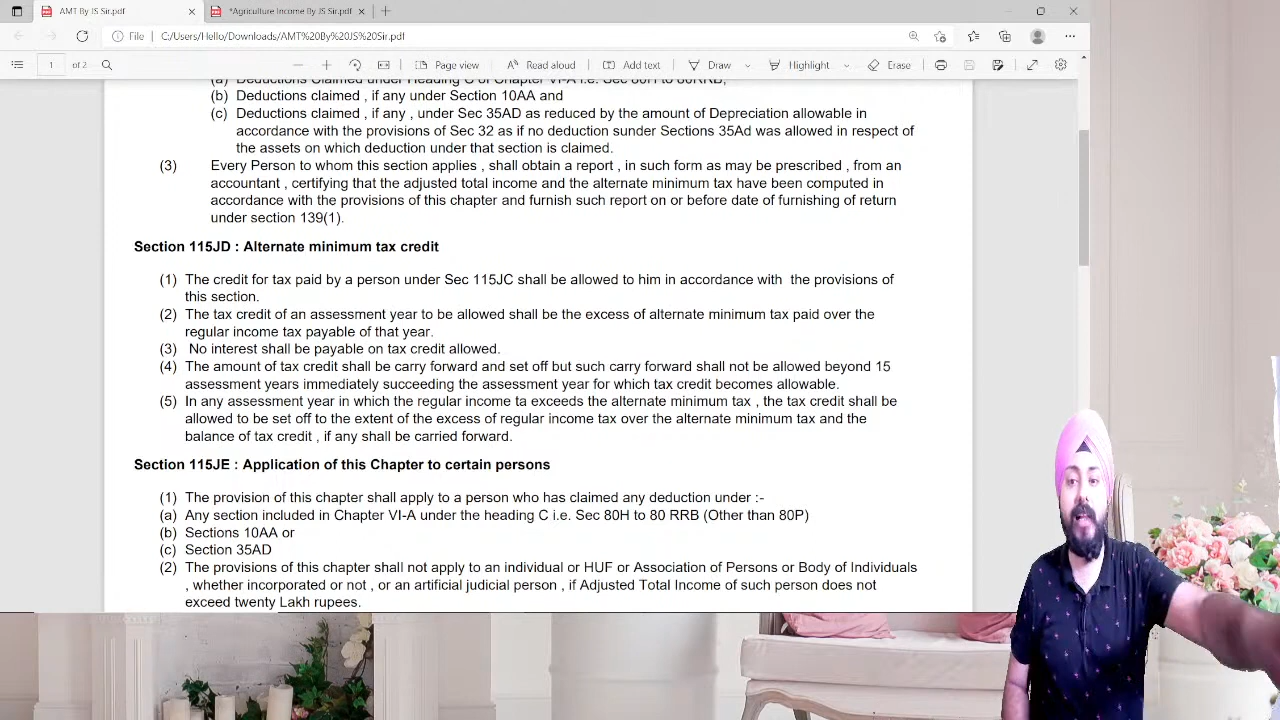 AMT By JS Sir.pdf
*Agriculture Income By JS Sir.pdf
File
C:/Users/Hello/Downloads/AMT%20By%20JS%20Sir.pdf
1
of 2
Page view
Read aloud
Add text
Draw
Highlight
Erase
(a) Deductions Claimed under Heading C of Chapter VI-A i.e. Sec 80H to 80RRB,
(b) Deductions claimed , if any under Section 10AA and
(c) Deductions claimed , if any , under Sec 35AD as reduced by the amount of Depreciation allowable in
accordance with the provisions of Sec 32 as if no deduction sunder Sections 35Ad was allowed in respect of
the assets on which deduction under that section is claimed.
(3) Every Person to whom this section applies , shall obtain a report , in such form as may be prescribed , from an
accountant , certifying that the adjusted total income and the alternate minimum tax have been computed in
accordance with the provisions of this chapter and furnish such report on or before date of furnishing of return
under section 139(1).
Section 115JD : Alternate minimum tax credit
(1) The credit for tax paid by a person under Sec 115JC shall be allowed to him in accordance with the provisions of
this section.
(2) The tax credit of an assessment year to be allowed shall be the excess of alternate minimum tax paid over the
regular income tax payable of that year.
(3) No interest shall be payable on tax credit allowed.
(4) The amount of tax credit shall be carry forward and set off but such carry forward shall not be allowed beyond 15
assessment years immediately succeeding the assessment year for which tax credit becomes allowable.
(5) In any assessment year in which the regular income ta exceeds the alternate minimum tax , the tax credit shall be
allowed to be set off to the extent of the excess of regular income tax over the alternate minimum tax and the
balance of tax credit , if any shall be carried forward.
Section 115JE : Application of this Chapter to certain persons
(1) The provision of this chapter shall apply to a person who has claimed any deduction under :-
(a) Any section included in Chapter VI-A under the heading C i.e. Sec 80H to 80 RRB (Other than 80P)
(b) Sections 10AA or
(c) Section 35AD
(2) The provisions of this chapter shall not apply to an individual or HUF or Association of Persons or Body of Individuals
, whether incorporated or not , or an artificial judicial person , if Adjusted Total Income of such person does not
exceed twenty Lakh rupees.